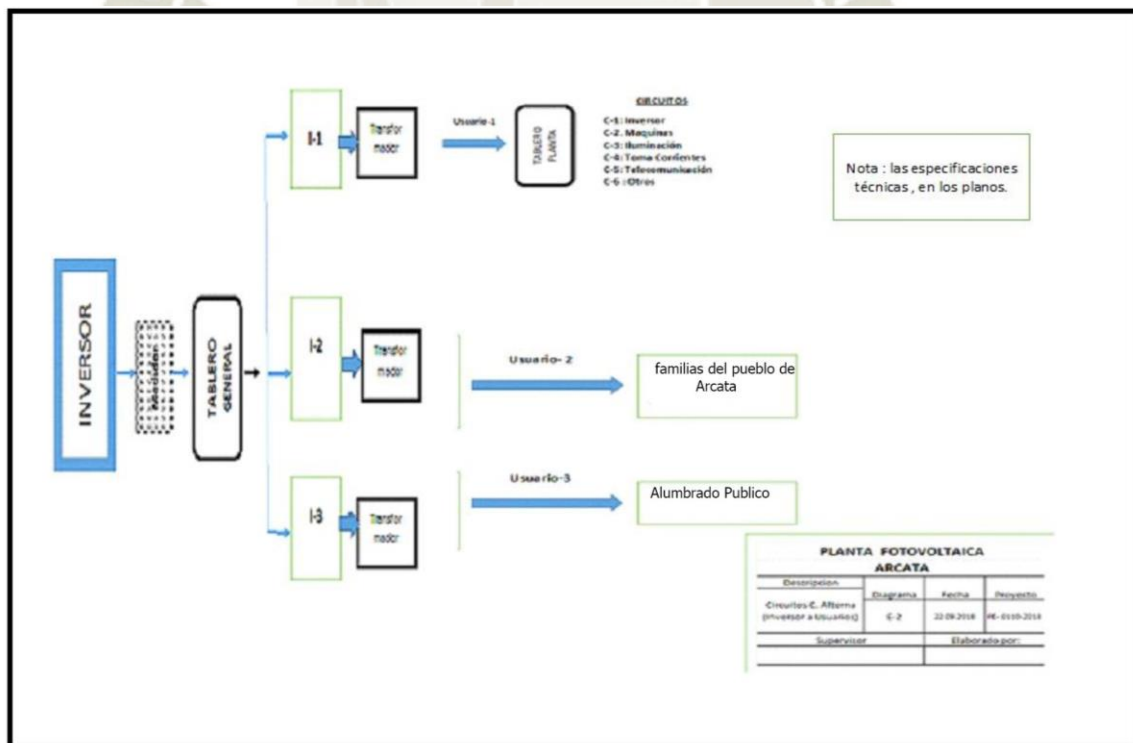 INVERSOR
TABLERO
GENERAL
I-1
Transfor
mador
Usuario-1
TABLERO
PLANTA
CIRCUITOS
C-1: Inversor
C-2. Maquinas
C-3: Iluminación
C-4: Toma Corrientes
C-5: Telecomunicación
C-6 : Otros
Nota : las especificaciones
técnicas , en los planos.
I-2
Transfor
mador
Usuario- 2
familias del pueblo de
Arcata
I-3
Transfor
mador
Usuario-3
Alumbrado Publico
PLANTA FOTOVOLTAICA
ARCATA
Descripcion
Diagrama
Fecha
Proyecto
Circuitos C. Alterna
(Inversor a Usuarios)
C-2
22-09-2018
Supervisor
Elaborado por: